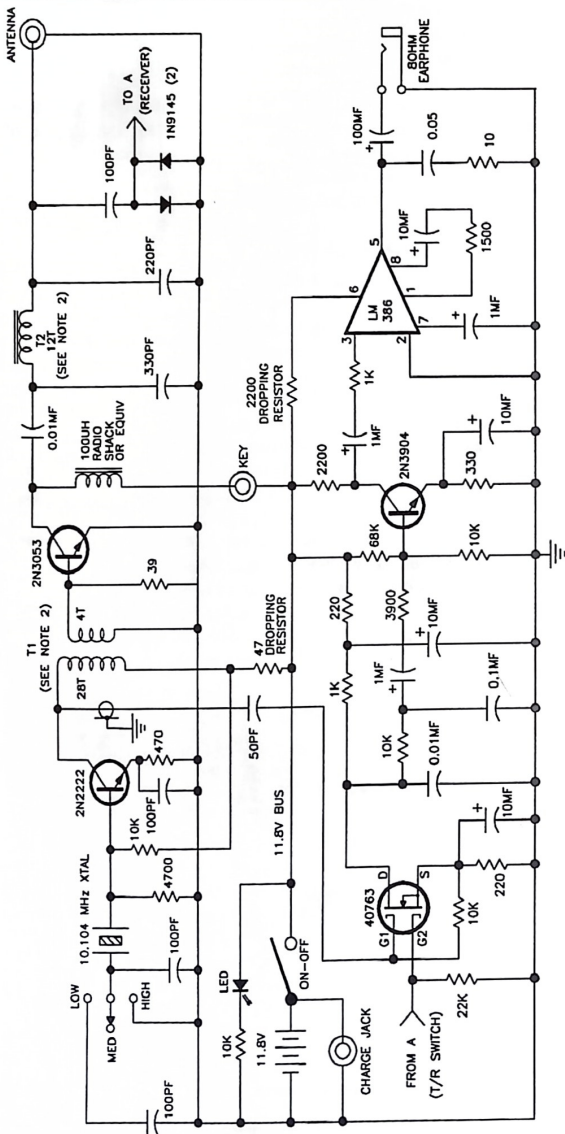 ANTENNA
TO A
(RECEIVER)
1N9145 (2)
100PF
220PF
T2
12T
(SEE NOTE 2)
330PF
0.01MF
100UH
RADIO
SHACK
OR EQUIV
KEY
2N3053
39
4T
T1
(SEE NOTE 2)
28T
47
DROPPING
RESISTOR
50PF
2N2222
470
100PF
10K
4700
10.104 MHz XTAL
100PF
LOW
MED
HIGH
100PF
11.8V BUS
LED
10K
ON-OFF
11.8V
CHARGE JACK
8OHM
EARPHONE
100MF
+
0.05
10
5
10MF
+
8
1500
1
6
LM
386
3
7
2
1MF
+
2200
DROPPING
RESISTOR
1K
1MF
+
2200
2N3904
10MF
+
330
68K
10K
220
3900
10MF
+
1K
1MF
+
0.1MF
10K
0.01MF
40763
D
S
G1
G2
10MF
+
220
10K
22K
FROM A
(T/R SWITCH)